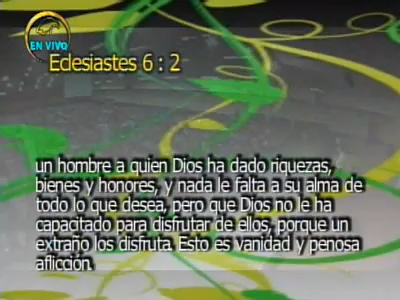 EN VIVO
Eclesiastes 6 : 2
un hombre a quien Dios ha dado riquezas,
bienes y honores, y nada le falta a su alma de
todo lo que desea, pero que Dios no le ha
capacitado para disfrutar de ellos, porque un
extraño los disfruta. Esto es vanidad y penosa
aflicción.